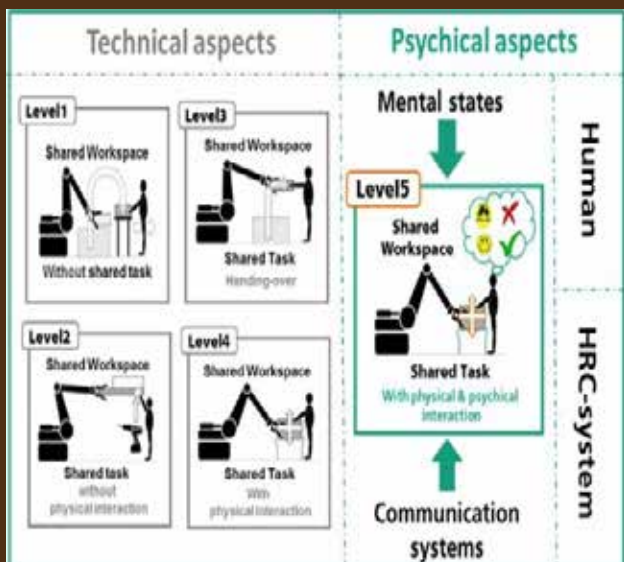 Technical aspects
Psychical aspects
Level1
Shared Workspace
Without shared task
Level3
Shared Workspace
Shared Task
Handing-over
Level2
Shared Workspace
Shared task
without
physical interaction
Level4
Shared Workspace
Shared Task
With
physical interaction
Mental states
Level5
Shared
Workspace
Shared Task
With physical & psychical
interaction
Communication
systems
Human
HRC-system